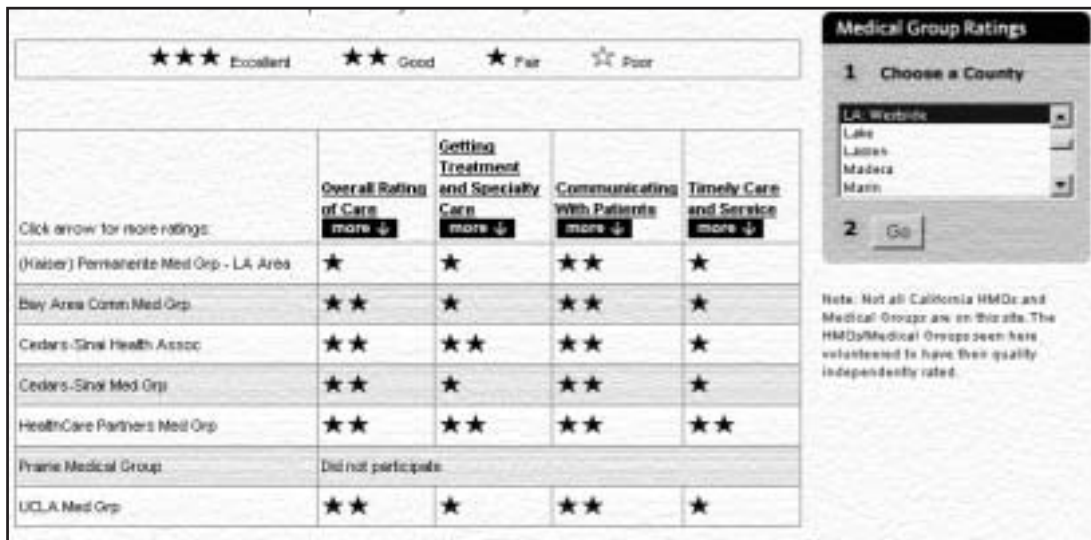 ★★★ Excellent ★★ Good ★ Fair ☆ Poor
Click arrow for more ratings:
Overall Rating
of Care
more ↓
Getting
Treatment
and Specialty
Care
more ↓
Communicating
With Patients
more ↓
Timely Care
and Service
more ↓
(Kaiser) Permanente Med Grp - LA Area ★ ★ ★★ ★
Bay Area Comm Med Grp ★★ ★ ★★ ★
Cedars-Sinai Health Assoc ★★ ★★ ★★ ★
Cedars-Sinai Med Grp ★★ ★ ★★ ★
HealthCare Partners Med Grp ★★ ★★ ★★ ★★
Prairie Medical Group Did not participate
UCLA Med Grp ★★ ★ ★★ ★
Medical Group Ratings
1 Choose a County
LA: Westside
Lake
Lassen
Madera
Marin
2 Go
Note: Not all California HMOs and
Medical Groups are on this site. The
HMOs/Medical Groups seen here
volunteered to have their quality
independently rated.